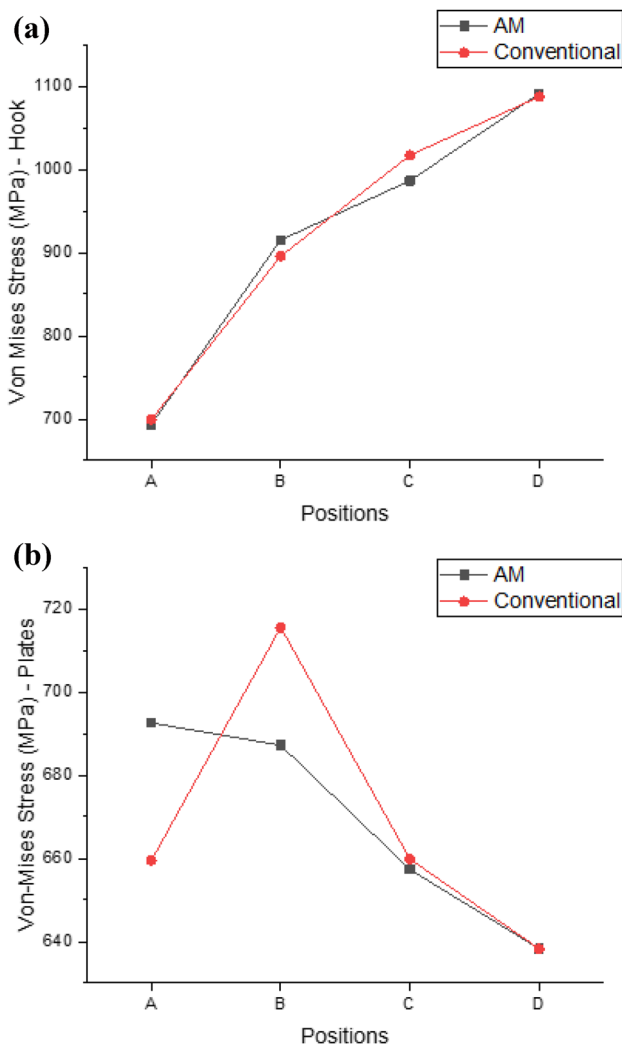 (a)
AM
Conventional
Von Mises Stress (MPa) - Hook
1100
1000
900
800
700
A B C D
Positions
(b)
AM
Conventional
Von-Mises Stress (MPa) - Plates
720
700
680
660
640
A B C D
Positions